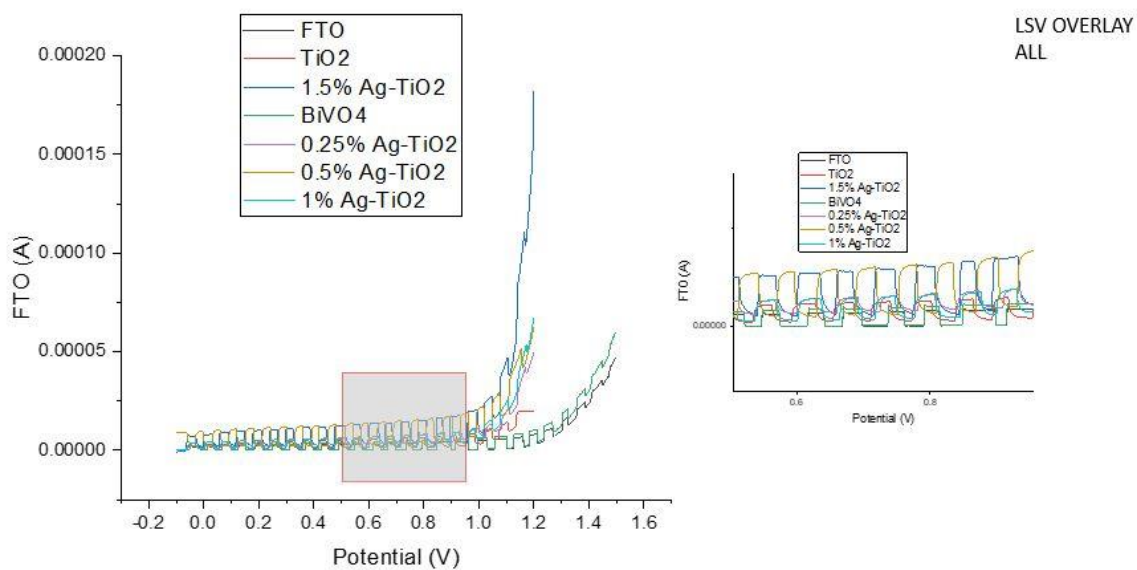 LSV OVERLAY
ALL
FTO
TiO2
1.5% Ag-TiO2
BiVO4
0.25% Ag-TiO2
0.5% Ag-TiO2
1% Ag-TiO2
0.00020
0.00015
0.00010
0.00005
0.00000
FTO (A)
-0.2 0.0 0.2 0.4 0.6 0.8 1.0 1.2 1.4 1.6
Potential (V)
FTO
TiO2
1.5% Ag-TiO2
BiVO4
0.25% Ag-TiO2
0.5% Ag-TiO2
1% Ag-TiO2
FTO (A)
0.00000
0.6 0.8
Potential (V)